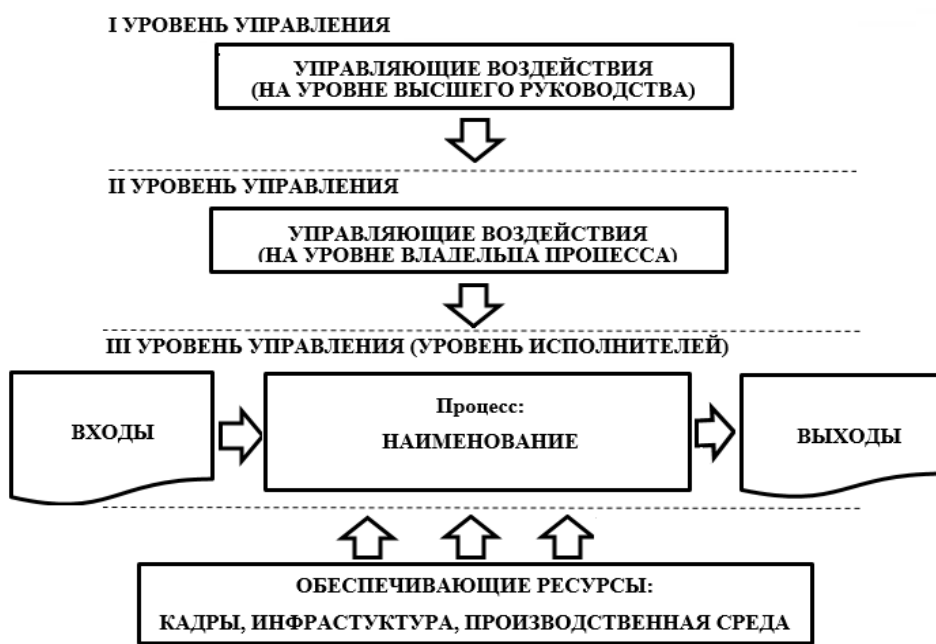 I УРОВЕНЬ УПРАВЛЕНИЯ
УПРАВЛЯЮЩИЕ ВОЗДЕЙСТВИЯ
(НА УРОВНЕ ВЫСШЕГО РУКОВОДСТВА)
II УРОВЕНЬ УПРАВЛЕНИЯ
УПРАВЛЯЮЩИЕ ВОЗДЕЙСТВИЯ
(НА УРОВНЕ ВЛАДЕЛЬЦА ПРОЦЕССА)
III УРОВЕНЬ УПРАВЛЕНИЯ (УРОВЕНЬ ИСПОЛНИТЕЛЕЙ)
ВХОДЫ
Процесс:
НАИМЕНОВАНИЕ
ВЫХОДЫ
ОБЕСПЕЧИВАЮЩИЕ РЕСУРСЫ:
КАДРЫ, ИНФРАСТУКТУРА, ПРОИЗВОДСТВЕННАЯ СРЕДА